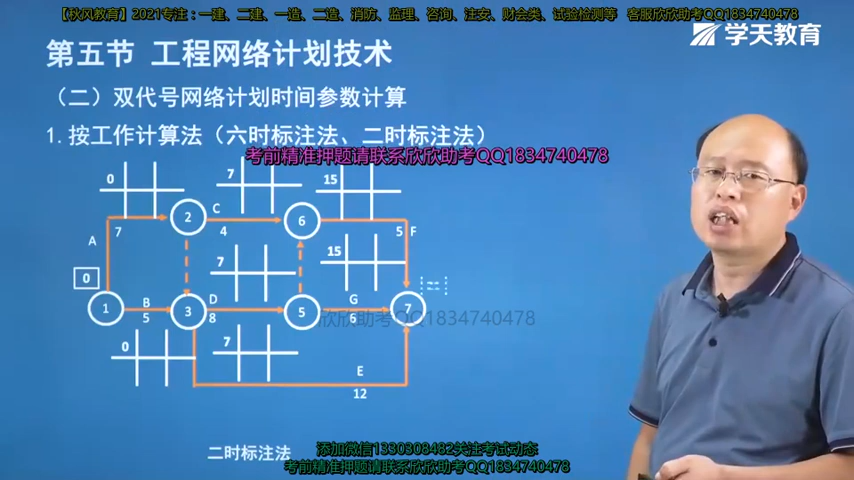 【秋风教育】2021专注：一建、二建、一造、二造、消防、监理、咨询、注安、财会类、试验检测等 客服欣欣助考QQ1834740478
学天教育
第五节 工程网络计划技术
（二）双代号网络计划时间参数计算
1.按工作计算法（六时标注法、二时标注法）
考前精准押题请联系欣欣助考QQ1834740478
0
7
15
2
C
6
A
7
4
5
F
7
15
0
1
B
5
3
D
8
5
G
6
7
欣欣助考QQ1834740478
0
7
E
12
二时标注法
添加微信1330308482关注考试动态
考前精准押题请联系欣欣助考QQ1834740478